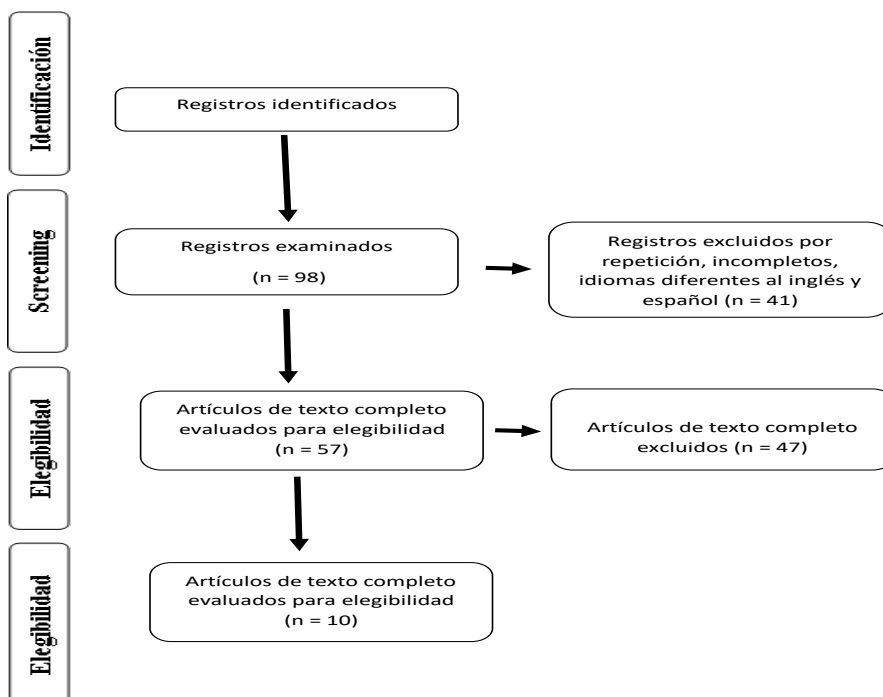 Identificación
Registros identificados
Screening
Registros examinados
(n = 98)
Registros excluidos por
repetición, incompletos,
idiomas diferentes al inglés y
español (n = 41)
Elegibilidad
Artículos de texto completo
evaluados para elegibilidad
(n = 57)
Artículos de texto completo
excluidos (n = 47)
Elegibilidad
Artículos de texto completo
evaluados para elegibilidad
(n = 10)